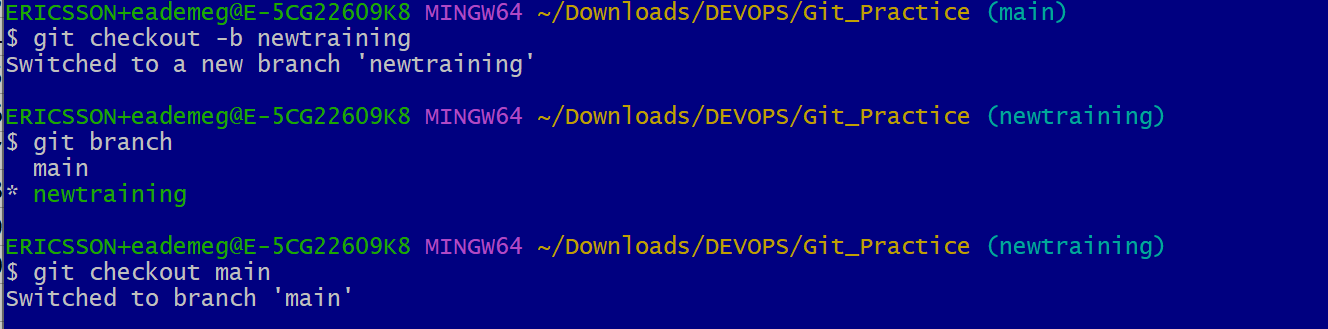 ERICSSON+eademeg@E-5CG22609K8 MINGW64 ~/Downloads/DEVOPS/Git_Practice (main)
$ git checkout -b newtraining
Switched to a new branch 'newtraining'
ERICSSON+eademeg@E-5CG22609K8 MINGW64 ~/Downloads/DEVOPS/Git_Practice (newtraining)
$ git branch
  main
* newtraining
ERICSSON+eademeg@E-5CG22609K8 MINGW64 ~/Downloads/DEVOPS/Git_Practice (newtraining)
$ git checkout main
Switched to branch 'main'